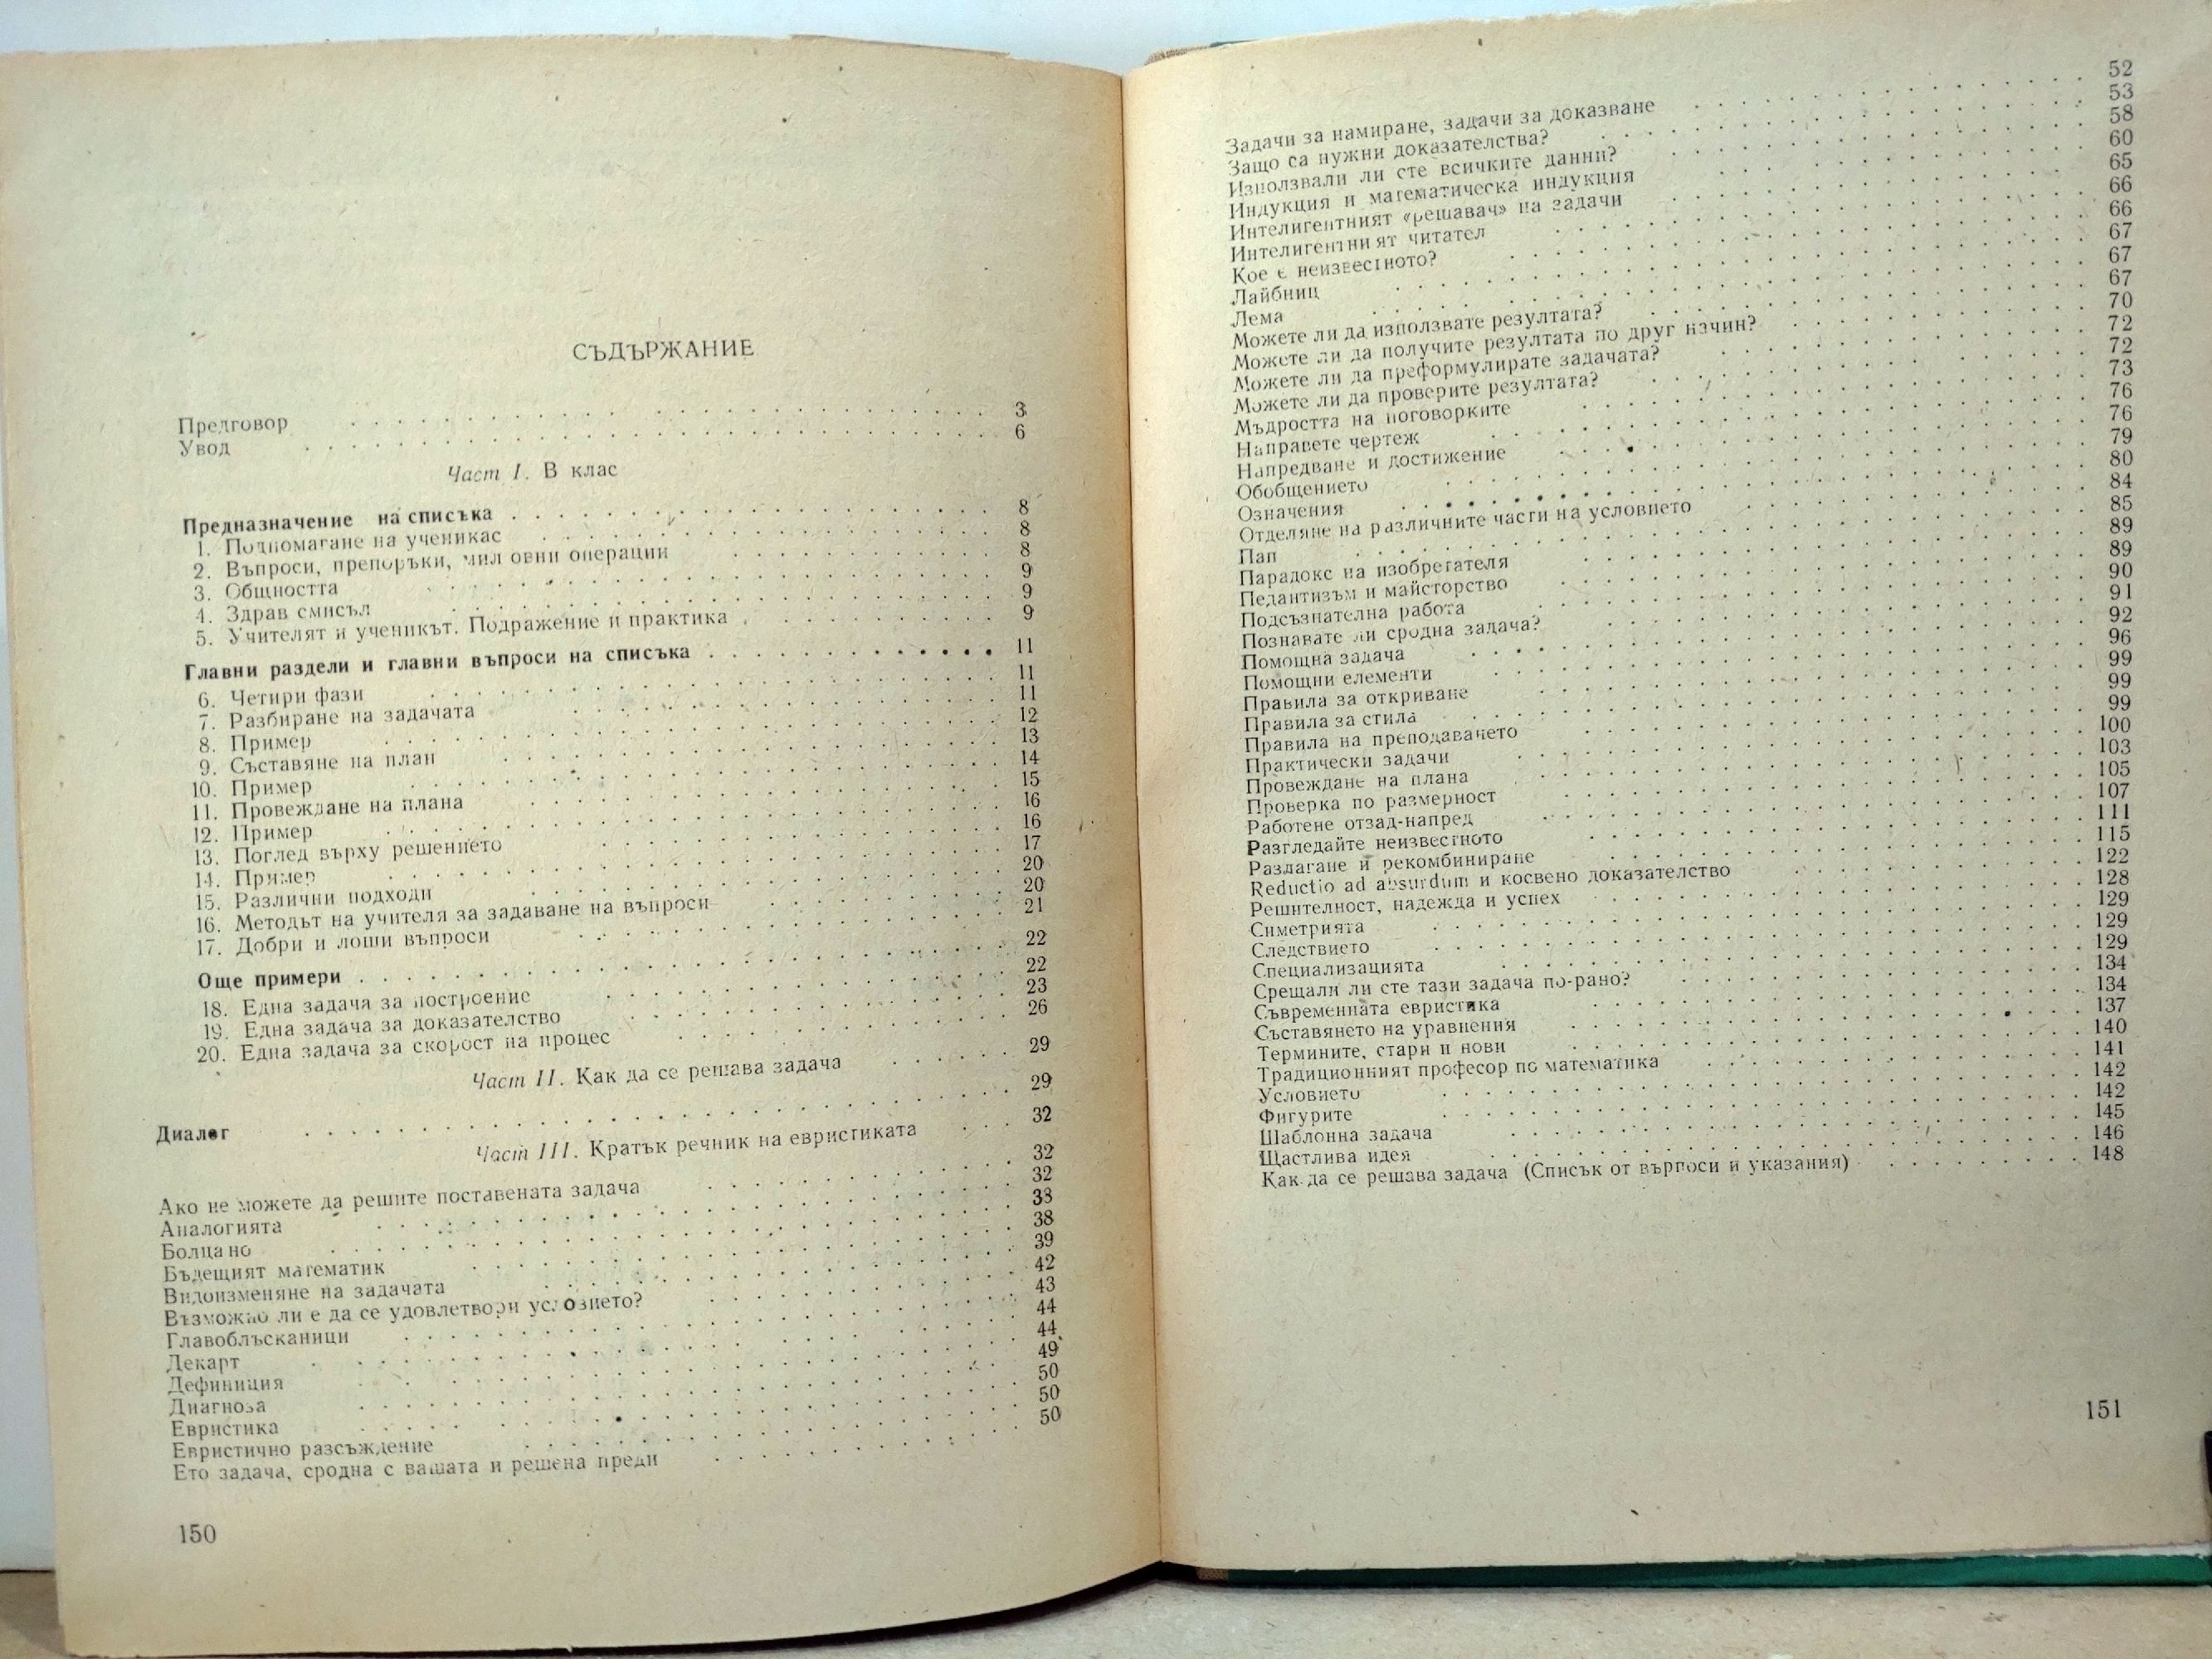 СЪДЪРЖАНИЕ
Предговор . . . 3
Увод . . . 6
Част I. В клас
Предназначение на списъка . . . 8
1. Подпомагане на ученикас . . . 8
2. Въпроси, препоръки, мил овни операции . . . 8
3. Общността . . . 9
4. Здрав смисъл . . . 9
5. Учителят и ученикът. Подражение и практика . . . 9
Главни раздели и главни въпроси на списъка . . . 11
6. Четири фази . . . 11
7. Разбиране на задачата . . . 11
8. Пример . . . 12
9. Съставяне на план . . . 13
10. Пример . . . 14
11. Провеждане на плана . . . 15
12. Пример . . . 16
13. Поглед върху решението . . . 16
14. Пример . . . 17
15. Различни подходи . . . 20
16. Методът на учителя за задаване на въпроси . . . 20
17. Добри и лоши въпроси . . . 21
Още примери . . . 22
18. Една задача за построение . . . 22
19. Една задача за доказателство . . . 23
20. Една задача за скорост на процес . . . 26
Част II. Как да се решава задача . . . 29
Диалог . . . 29
Част III. Кратък речник на евристиката . . . 32
Ако не можете да решите поставената задача . . . 32
Аналогията . . . 32
Болцано . . . 38
Бъдещият математик . . . 38
Видоизменяне на задачата . . . 39
Възможно ли е да се удовлетвори условието? . . . 42
Главоблъсканици . . . 43
Декарт . . . 44
Дефиниция . . . 44
Диагноза . . . 49
Евристика . . . 50
Евристично разсъждение . . . 50
Ето задача, сродна с вашата и решена преди . . . 50
150
Задачи за намиране, задачи за доказване . . . 52
Защо са нужни доказателства? . . . 53
Използвали ли сте всичките данни? . . . 58
Индукция и математическа индукция . . . 60
Интелигентният «решавач» на задачи . . . 65
Интелигентният читател . . . 66
Кое е неизвестното? . . . 66
Лайбниц . . . 67
Лема . . . 67
Можете ли да използвате резултата? . . . 67
Можете ли да получите резултата по друг начин? . . . 70
Можете ли да преформулирате задачата? . . . 72
Можете ли да проверите резултата? . . . 72
Мъдростта на поговорките . . . 73
Направете чертеж . . . 76
Напредване и достижение . . . 76
Обобщението . . . 79
Означения . . . 80
Отделяне на различните части на условието . . . 84
Пап . . . 85
Парадокс на изобретателя . . . 89
Педантизъм и майсторство . . . 89
Подсъзнателна работа . . . 90
Познавате ли сродна задача? . . . 91
Помощна задача . . . 92
Помощни елементи . . . 96
Правила за откриване . . . 99
Правила за стила . . . 99
Правила на преподаването . . . 99
Практически задачи . . . 100
Провеждане на плана . . . 103
Проверка по размерност . . . 105
Работене отзад-напред . . . 107
Разгледайте неизвестното . . . 111
Разлагане и рекомбиниране . . . 115
Reductio ad absurdum и косвено доказателство . . . 122
Решителност, надежда и успех . . . 128
Симетрията . . . 129
Следствието . . . 129
Специализацията . . . 129
Срещали ли сте тази задача по-рано? . . . 134
Съвременната евристика . . . 134
Съставянето на уравнения . . . 137
Термините, стари и нови . . . 140
Традиционният професор по математика . . . 141
Условието . . . 142
Фигурите . . . 142
Шаблонна задача . . . 145
Щастлива идея . . . 146
Как да се решава задача (Списък от върпоси и указания) . . . 148
151